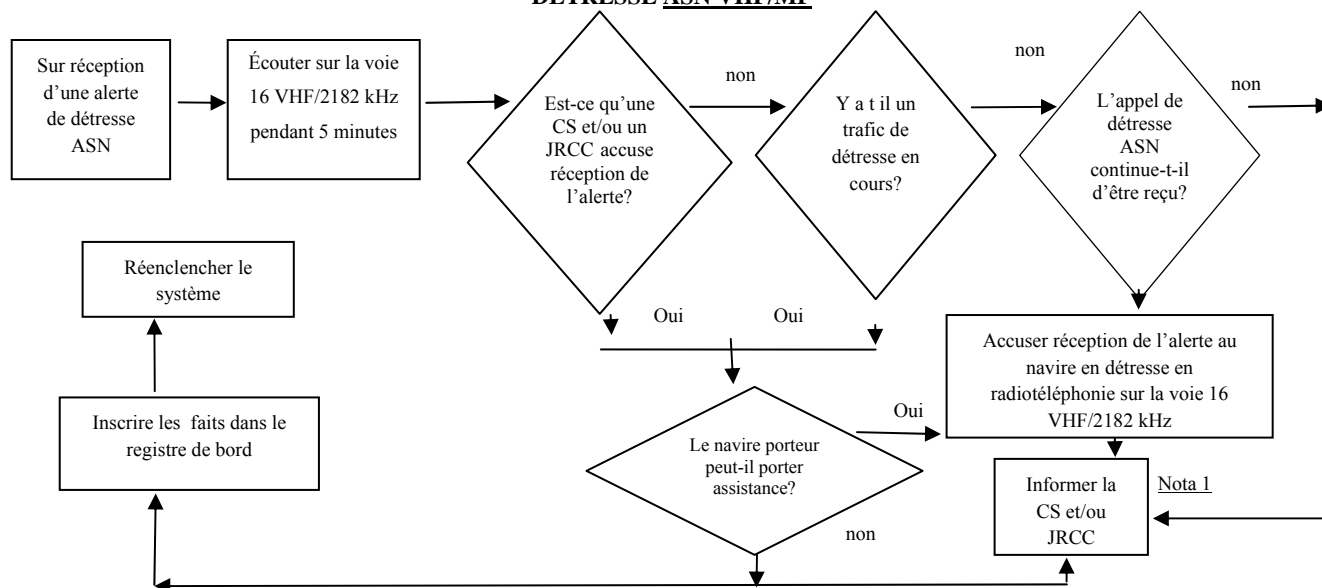 DÉTRESSE ASN VHF/MF
Sur réception
d’une alerte
de détresse
ASN
Écouter sur la voie
16 VHF/2182 kHz
pendant 5 minutes
Est-ce qu’une
CS et/ou un
JRCC accuse
réception de
l’alerte?
non
Y a t il un
trafic de
détresse en
cours?
non
L’appel de
détresse
ASN
continue-t-il
d’être reçu?
non
Réenclencher le
système
Oui
Oui
Accuser réception de l’alerte au
navire en détresse en
radiotéléphonie sur la voie 16
VHF/2182 kHz
Inscrire les faits dans le
registre de bord
Le navire porteur
peut-il porter
assistance?
Oui
non
Informer la
CS et/ou
JRCC
Nota 1